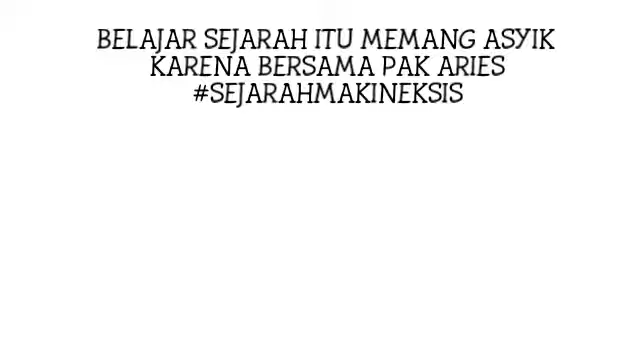 BELAJAR SEJARAH ITU MEMANG ASYIK
KARENA BERSAMA PAK ARIES
#SEJARAHMAKINEKSIS